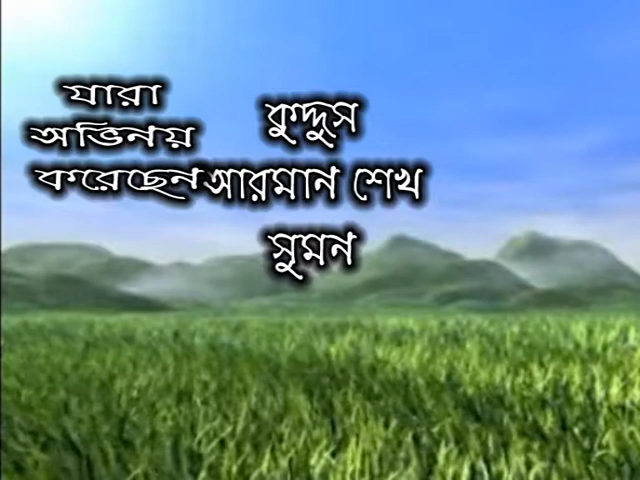 যারা
অভিনয়
করেছেন
কুদ্দুস
আরমান শেখ
সুমন